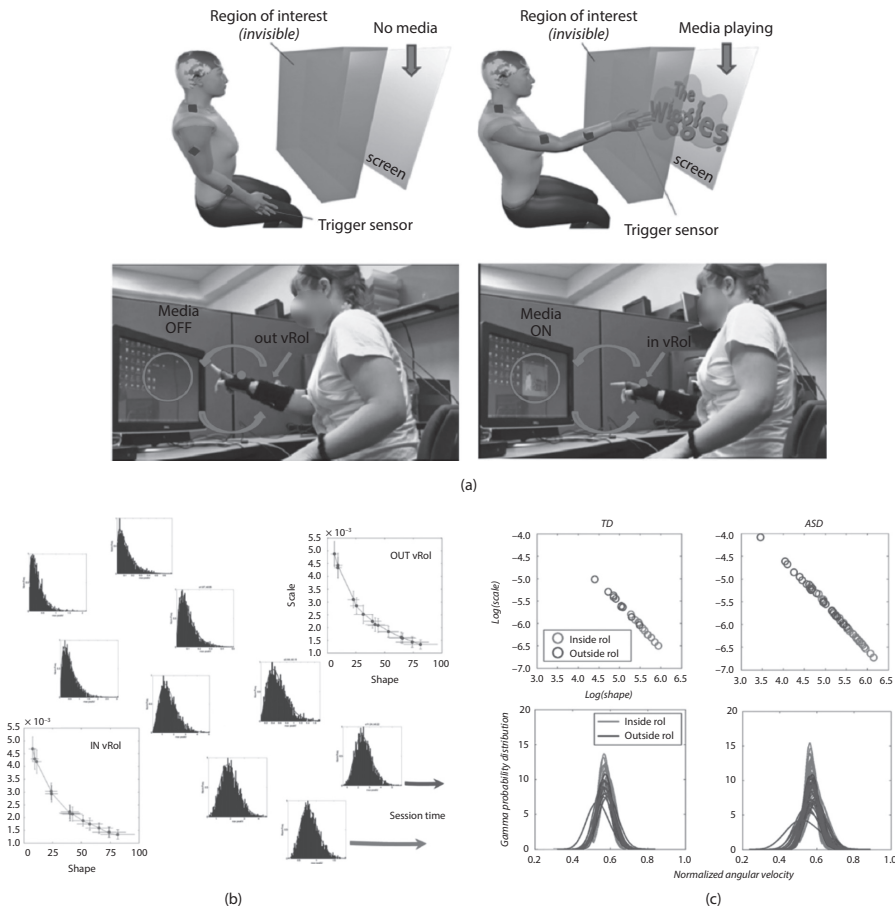 Region of interest
(invisible)
No media
screen
Trigger sensor
Region of interest
(invisible)
Media playing
The
Wiggles
screen
Trigger sensor
Media
OFF
out vRoI
Media
ON
in vRoI
(a)
× 10⁻³
5.5
5.0
4.5
4.0
3.5
3.0
2.5
2.0
1.5
1.0
Scale
OUT vRoI
0 25 50 75 100
Shape
× 10⁻³
5.5
5.0
4.5
4.0
3.5
3.0
2.5
2.0
1.5
1.0
IN vRoI
0 25 50 75 100
Shape
Session time
(b)
TD
−4.0
−4.5
−5.0
−5.5
−6.0
−6.5
−7.0
Log(scale)
Inside roI
Outside roI
3.5 4.0 4.5 5.0 5.5 6.0 6.5
Log(shape)
ASD
−4.0
−4.5
−5.0
−5.5
−6.0
−6.5
−7.0
3.5 4.0 4.5 5.0 5.5 6.0 6.5
Gamma probability distribution
20
15
10
5
0
Inside roI
Outside roI
0.2 0.4 0.6 0.8 1.0
20
15
10
5
0
0.2 0.4 0.6 0.8 1.0
Normalized angular velocity
(c)